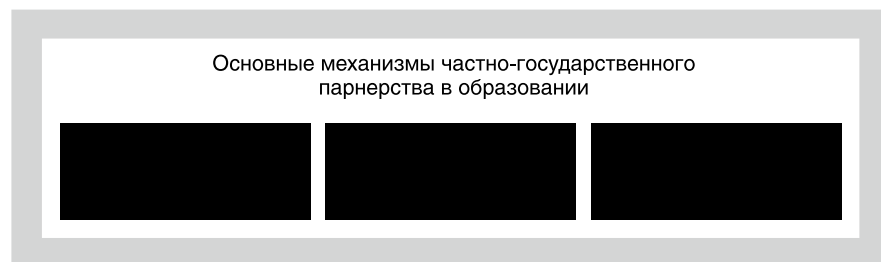 Основные механизмы частно-государственного
парнерства в образовании